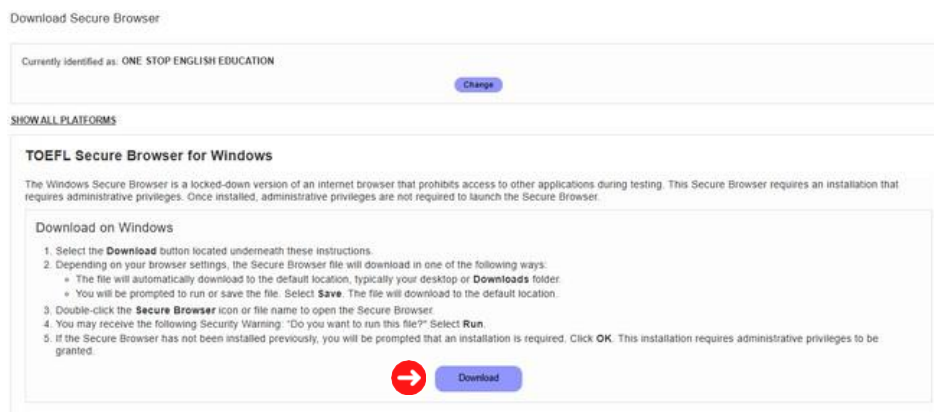 Download Secure Browser
Currently identified as: ONE STOP ENGLISH EDUCATION
Change
SHOW ALL PLATFORMS
TOEFL Secure Browser for Windows
The Windows Secure Browser is a locked-down version of an internet browser that prohibits access to other applications during testing. This Secure Browser requires an installation that
requires administrative privileges. Once installed, administrative privileges are not required to launch the Secure Browser.
Download on Windows
1. Select the Download button located underneath these instructions.
2. Depending on your browser settings, the Secure Browser file will download in one of the following ways:
The file will automatically download to the default location, typically your desktop or Downloads folder.
You will be prompted to run or save the file. Select Save. The file will download to the default location.
3. Double-click the Secure Browser icon or file name to open the Secure Browser.
4. You may receive the following Security Warning: "Do you want to run this file?" Select Run.
5. If the Secure Browser has not been installed previously, you will be prompted that an installation is required. Click OK. This installation requires administrative privileges to be
granted.
Download